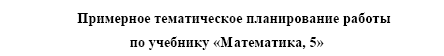 Примерное тематическое планирование работы
по учебнику «Математика, 5»